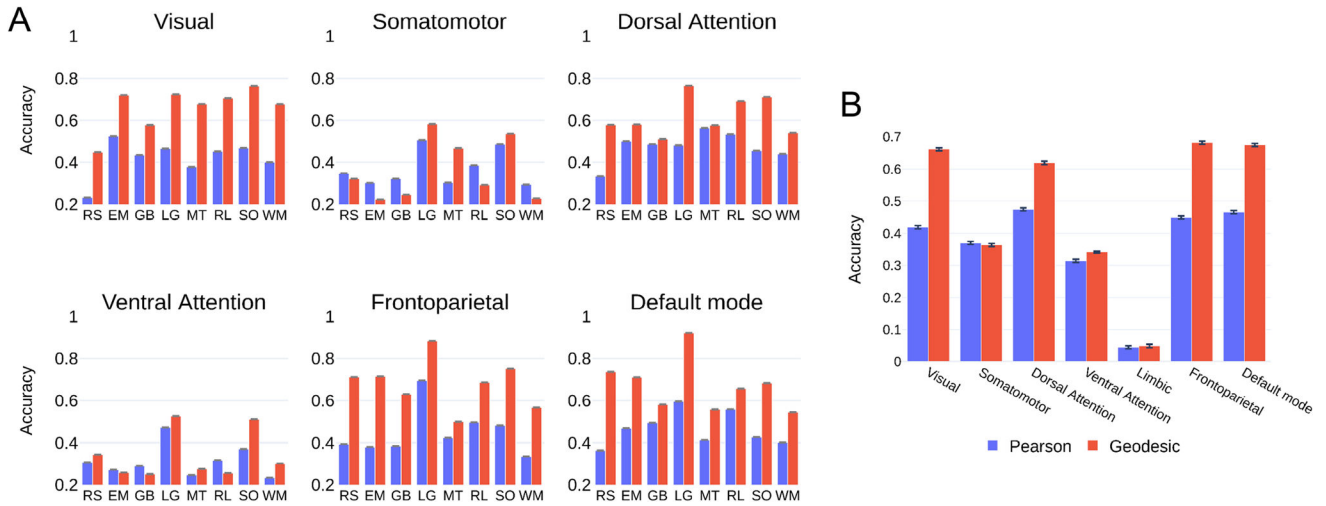 A
Visual
Somatomotor
Dorsal Attention
1
1
1
0.8
0.8
0.8
0.6
0.6
0.6
0.4
0.4
0.4
0.2
0.2
0.2
Accuracy
RS EM GB LG MT RL SO WM
RS EM GB LG MT RL SO WM
RS EM GB LG MT RL SO WM
Ventral Attention
Frontoparietal
Default mode
1
1
1
0.8
0.8
0.8
0.6
0.6
0.6
0.4
0.4
0.4
0.2
0.2
0.2
Accuracy
RS EM GB LG MT RL SO WM
RS EM GB LG MT RL SO WM
RS EM GB LG MT RL SO WM
B
0.7
0.6
0.5
0.4
0.3
0.2
0.1
0
Accuracy
Visual
Somatomotor
Dorsal Attention
Ventral Attention
Limbic
Frontoparietal
Default mode
Pearson
Geodesic